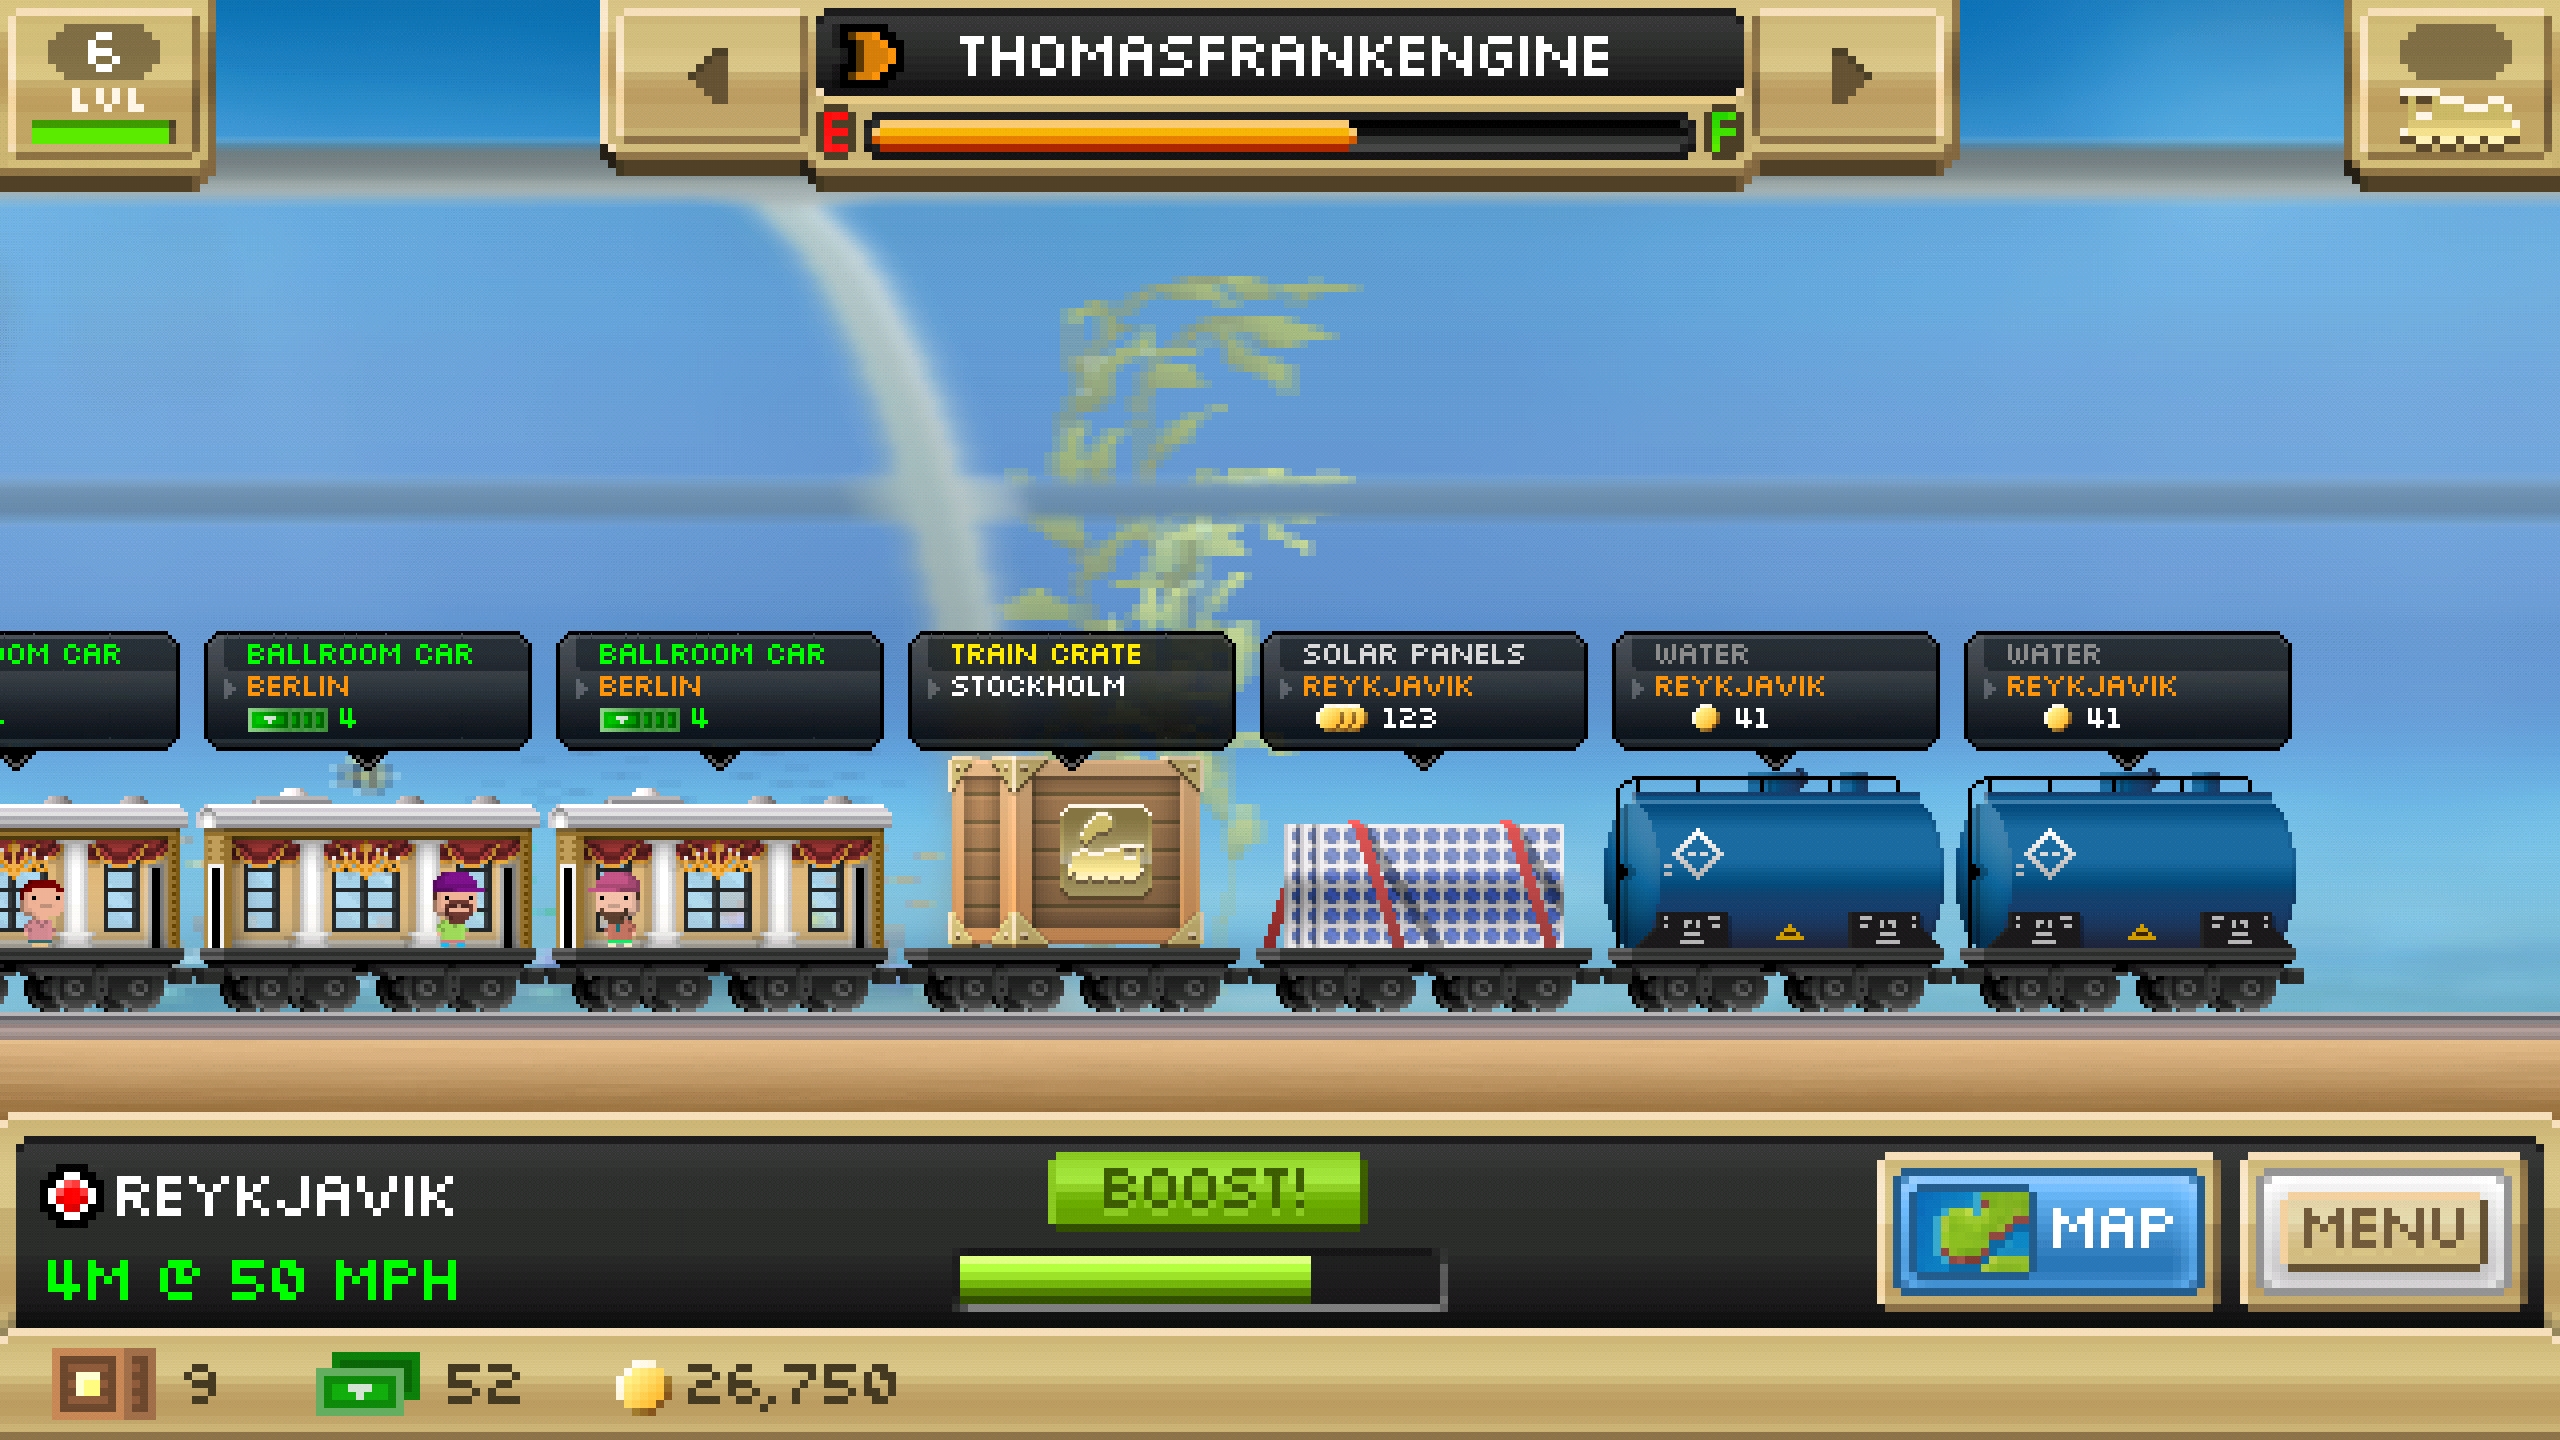 6
LVL
THOMASFRANKENGINE
E F
OOM CAR
BALLROOM CAR
BERLIN
4
BALLROOM CAR
BERLIN
4
TRAIN CRATE
STOCKHOLM
SOLAR PANELS
REYKJAVIK
123
WATER
REYKJAVIK
41
WATER
REYKJAVIK
41
REYKJAVIK
4M @ 50 MPH
BOOST!
MAP
MENU
9 52 26,750